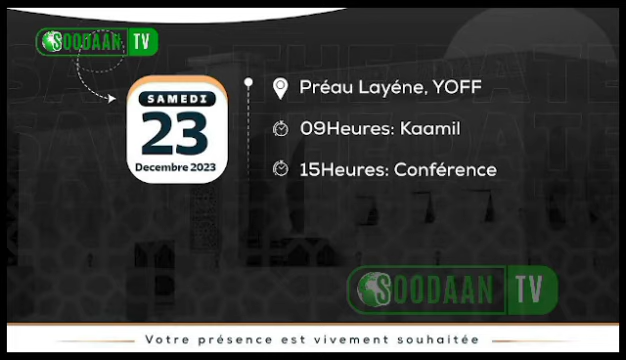 SOODAAN TV
SAMEDI
23
Decembre 2023
Préau Layéne, YOFF
09Heures: Kaamil
15Heures: Conférence
SOODAAN TV
Votre présence est vivement souhaitée